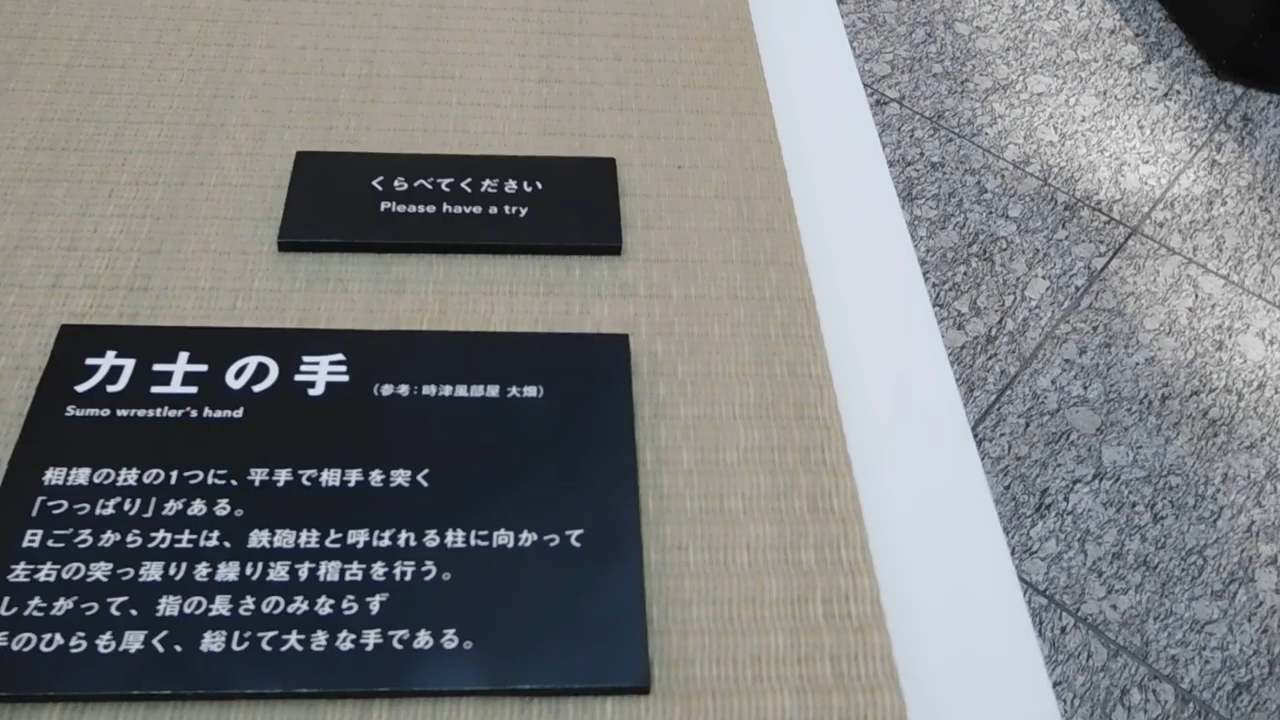 くらべてください
Please have a try
力士の手 (参考:時津風部屋 大畑)
Sumo wrestler's hand
相撲の技の1つに、平手で相手を突く
「つっぱり」がある。
日ごろから力士は、鉄砲柱と呼ばれる柱に向かって
左右の突っ張りを繰り返す稽古を行う。
したがって、指の長さのみならず
手のひらも厚く、総じて大きな手である。